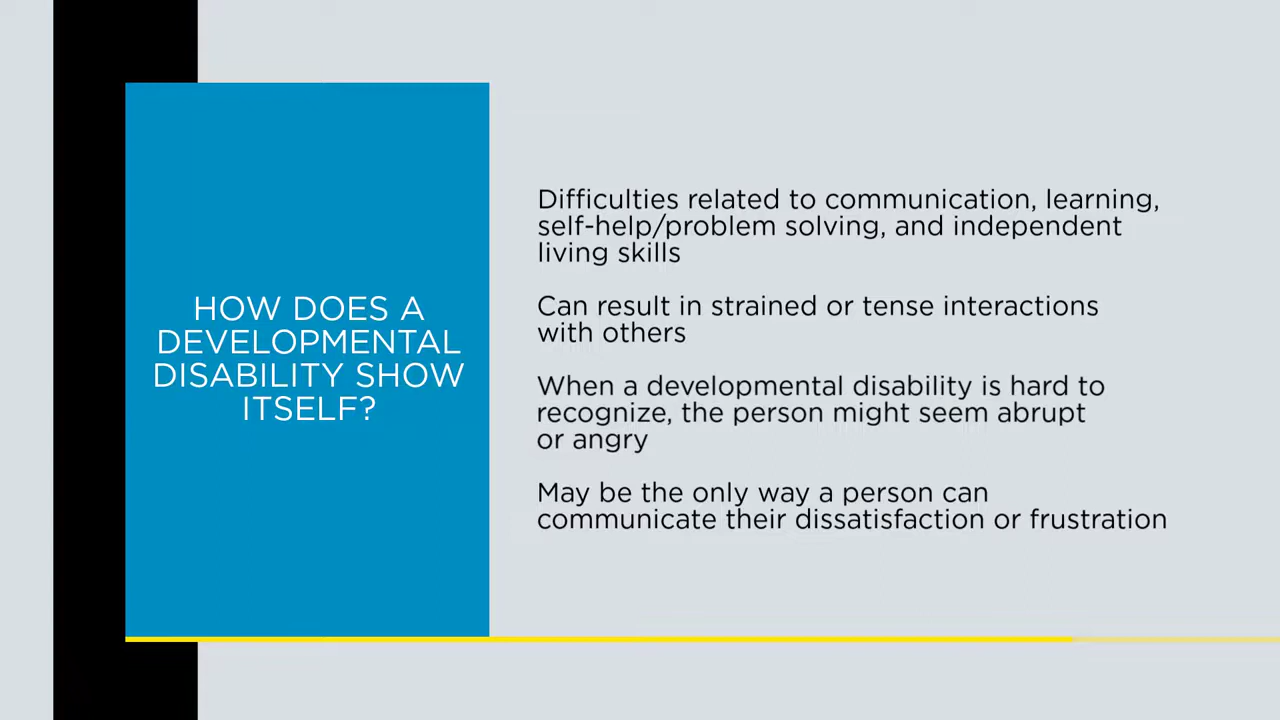 HOW DOES A
DEVELOPMENTAL
DISABILITY SHOW
ITSELF?
Difficulties related to communication, learning,
self-help/problem solving, and independent
living skills
Can result in strained or tense interactions
with others
When a developmental disability is hard to
recognize, the person might seem abrupt
or angry
May be the only way a person can
communicate their dissatisfaction or frustration